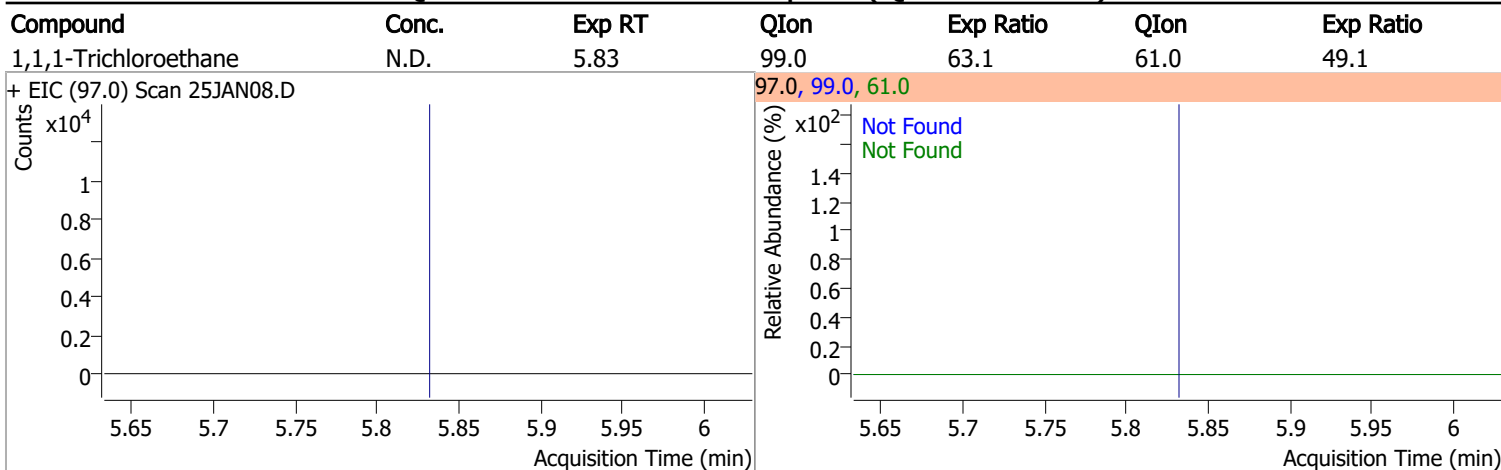 Compound Conc. Exp RT QIon Exp Ratio QIon Exp Ratio
1,1,1-Trichloroethane N.D. 5.83 99.0 63.1 61.0 49.1
+ EIC (97.0) Scan 25JAN08.D
Counts
x10⁴
1
0.8
0.6
0.4
0.2
0
5.65 5.7 5.75 5.8 5.85 5.9 5.95 6
Acquisition Time (min)
97.0, 99.0, 61.0
Relative Abundance (%)
x10²
Not Found
Not Found
1.4
1.2
1
0.8
0.6
0.4
0.2
0
5.65 5.7 5.75 5.8 5.85 5.9 5.95 6
Acquisition Time (min)